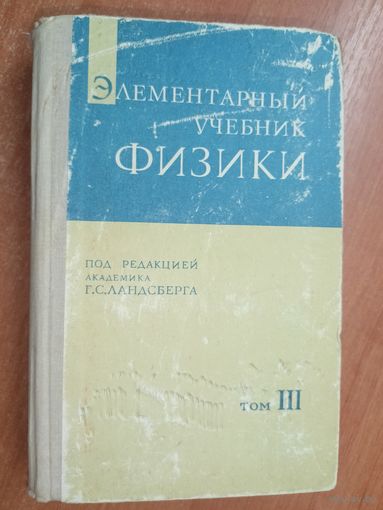 ЭЛЕМЕНТАРНЫЙ
УЧЕБНИК
ФИЗИКИ
ПОД РЕДАКЦИЕЙ
АКАДЕМИКА
Г.С.ЛАНДСБЕРГА
ТОМ III